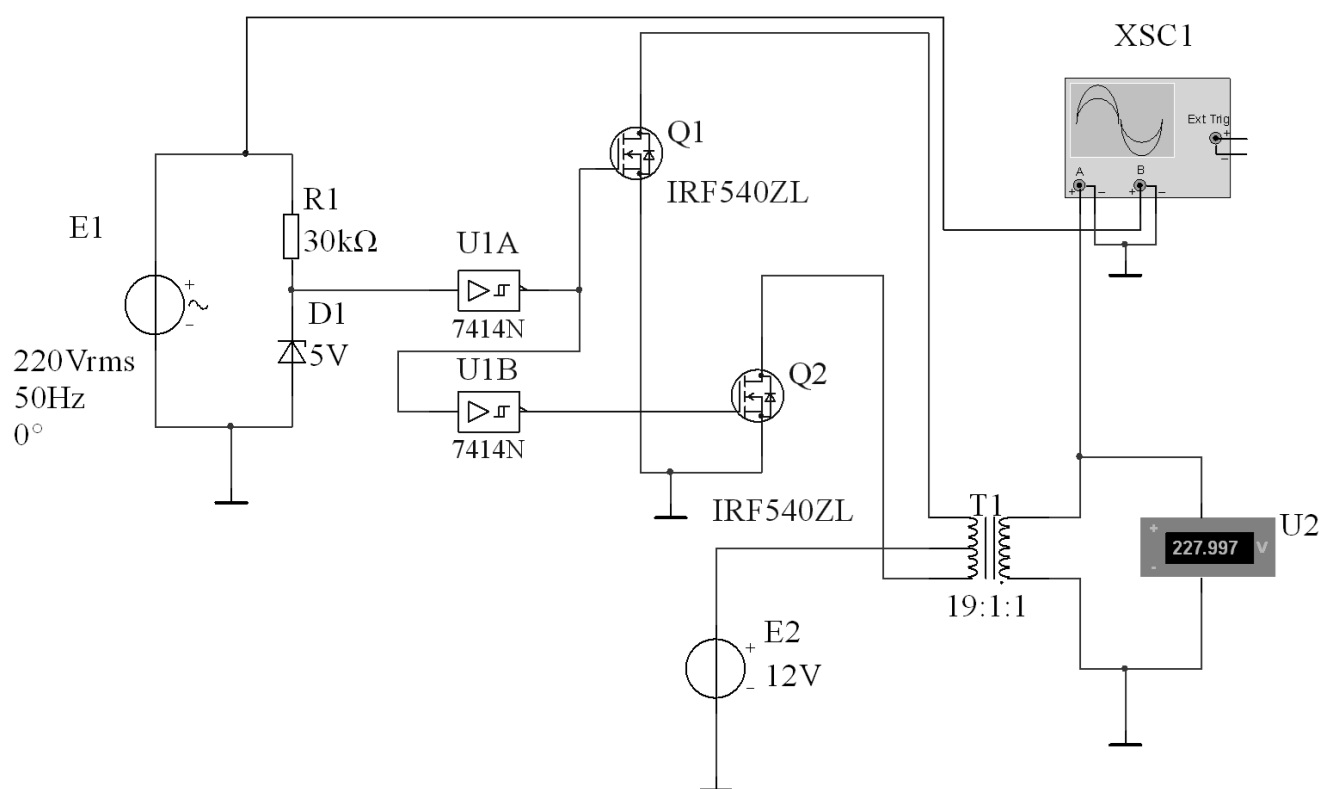 XSC1
Ext Trig
+
−
A
B
+
−
+
−
Q1
IRF540ZL
E1
+
−
220Vrms
50Hz
0°
R1
30kΩ
D1
5V
U1A
7414N
U1B
7414N
Q2
IRF540ZL
T1
19:1:1
+
-
227.997
V
U2
E2
+
−
12V